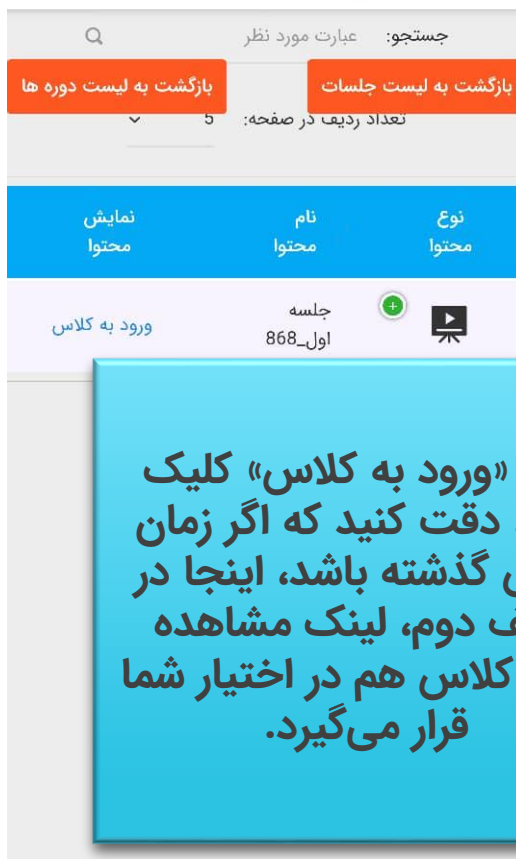 جستجو: عبارت مورد نظر
بازگشت به لیست جلسات
بازگشت به لیست دوره ها
تعداد ردیف در صفحه: 5
نوع محتوا
نام محتوا
نمایش محتوا
جلسه
اول_868
ورود به کلاس
«ورود به کلاس» کلیک
دقت کنید که اگر زمان
گذشته باشد، اینجا در
دوم، لینک مشاهده
کلاس هم در اختیار شما
قرار می‌گیرد.